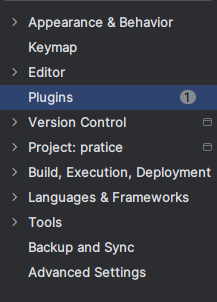 Appearance & Behavior
Keymap
Editor
Plugins 1
Version Control
Project: pratice
Build, Execution, Deployment
Languages & Frameworks
Tools
Backup and Sync
Advanced Settings